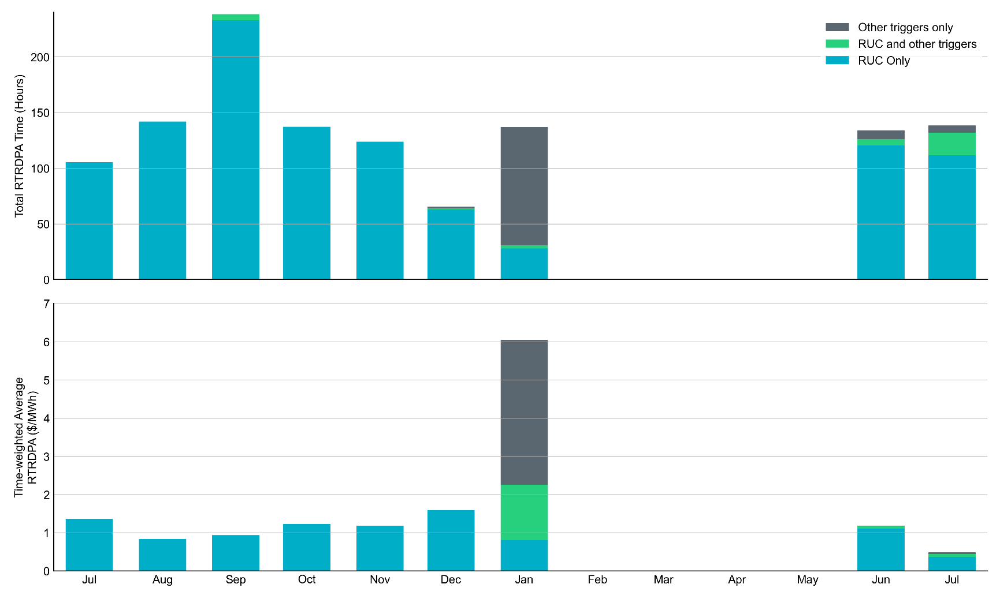 Total RTRDPA Time (Hours)
200
150
100
50
0
Other triggers only
RUC and other triggers
RUC Only
Time-weighted Average
RTRDPA ($/MWh)
7
6
5
4
3
2
1
0
Jul Aug Sep Oct Nov Dec Jan Feb Mar Apr May Jun Jul